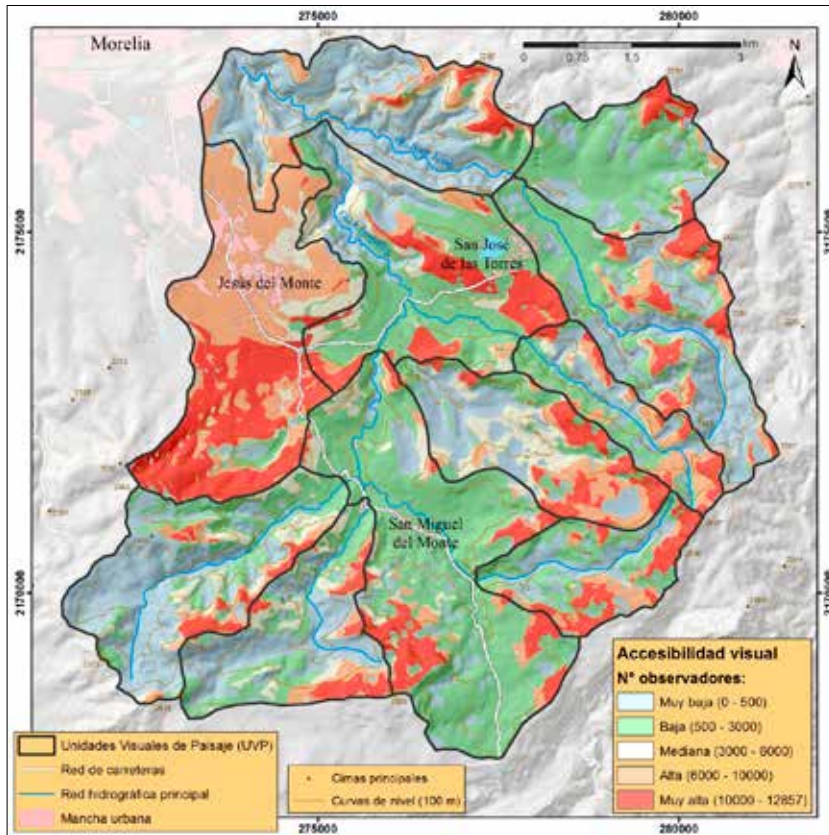 275000
280000
Morelia
0
0.75
1.5
3
km
N
2175000
2175000
San José
de las Torres
Jesús del Monte
San Miguel
del Monte
2170000
2170000
Accesibilidad visual
N° observadores:
Muy baja (0 - 500)
Baja (500 - 3000)
Mediana (3000 - 6000)
Alta (6000 - 10000)
Muy alta (10000 - 12857)
Unidades Visuales de Paisaje (UVP)
Red de carreteras
Red hidrográfica principal
Mancha urbana
Cimas principales
Curvas de nivel (100 m)
275000
280000